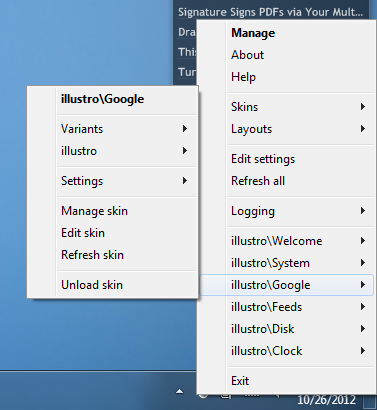 Signature Signs PDFs via Your Mult...
Dra
This
Tur
Manage
About
Help
Skins
Layouts
Edit settings
Refresh all
Logging
illustro\Welcome
illustro\System
illustro\Google
illustro\Feeds
illustro\Disk
illustro\Clock
Exit
illustro\Google
Variants
illustro
Settings
Manage skin
Edit skin
Refresh skin
Unload skin
10/26/2012